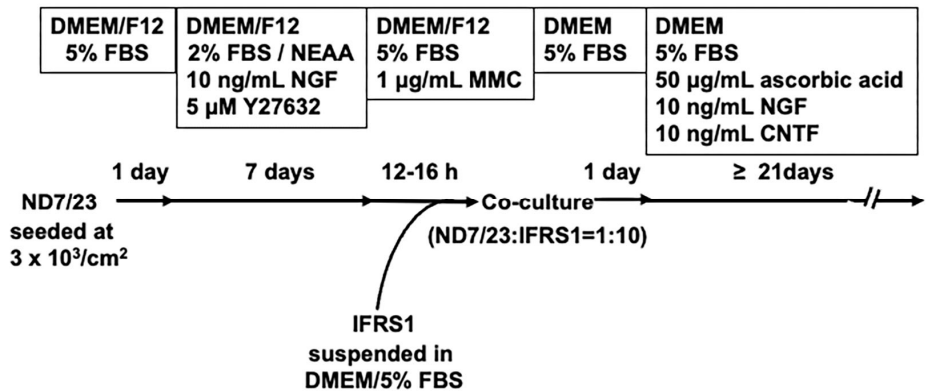 DMEM/F12
5% FBS
DMEM/F12
2% FBS / NEAA
10 ng/mL NGF
5 µM Y27632
DMEM/F12
5% FBS
1 µg/mL MMC
DMEM
5% FBS
DMEM
5% FBS
50 µg/mL ascorbic acid
10 ng/mL NGF
10 ng/mL CNTF
1 day
7 days
12-16 h
1 day
≥ 21days
ND7/23
seeded at
3 x 10³/cm²
Co-culture
(ND7/23:IFRS1=1:10)
IFRS1
suspended in
DMEM/5% FBS